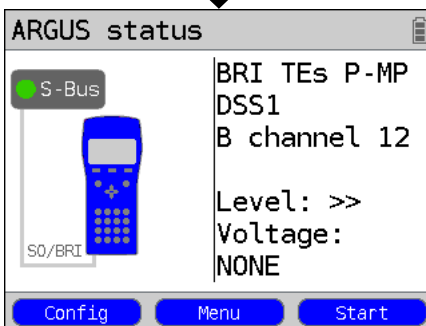 ARGUS status
S-Bus
S0/BRI
BRI TEs P-MP
DSS1
B channel 12
Level: >>
Voltage:
NONE
Config
Menu
Start